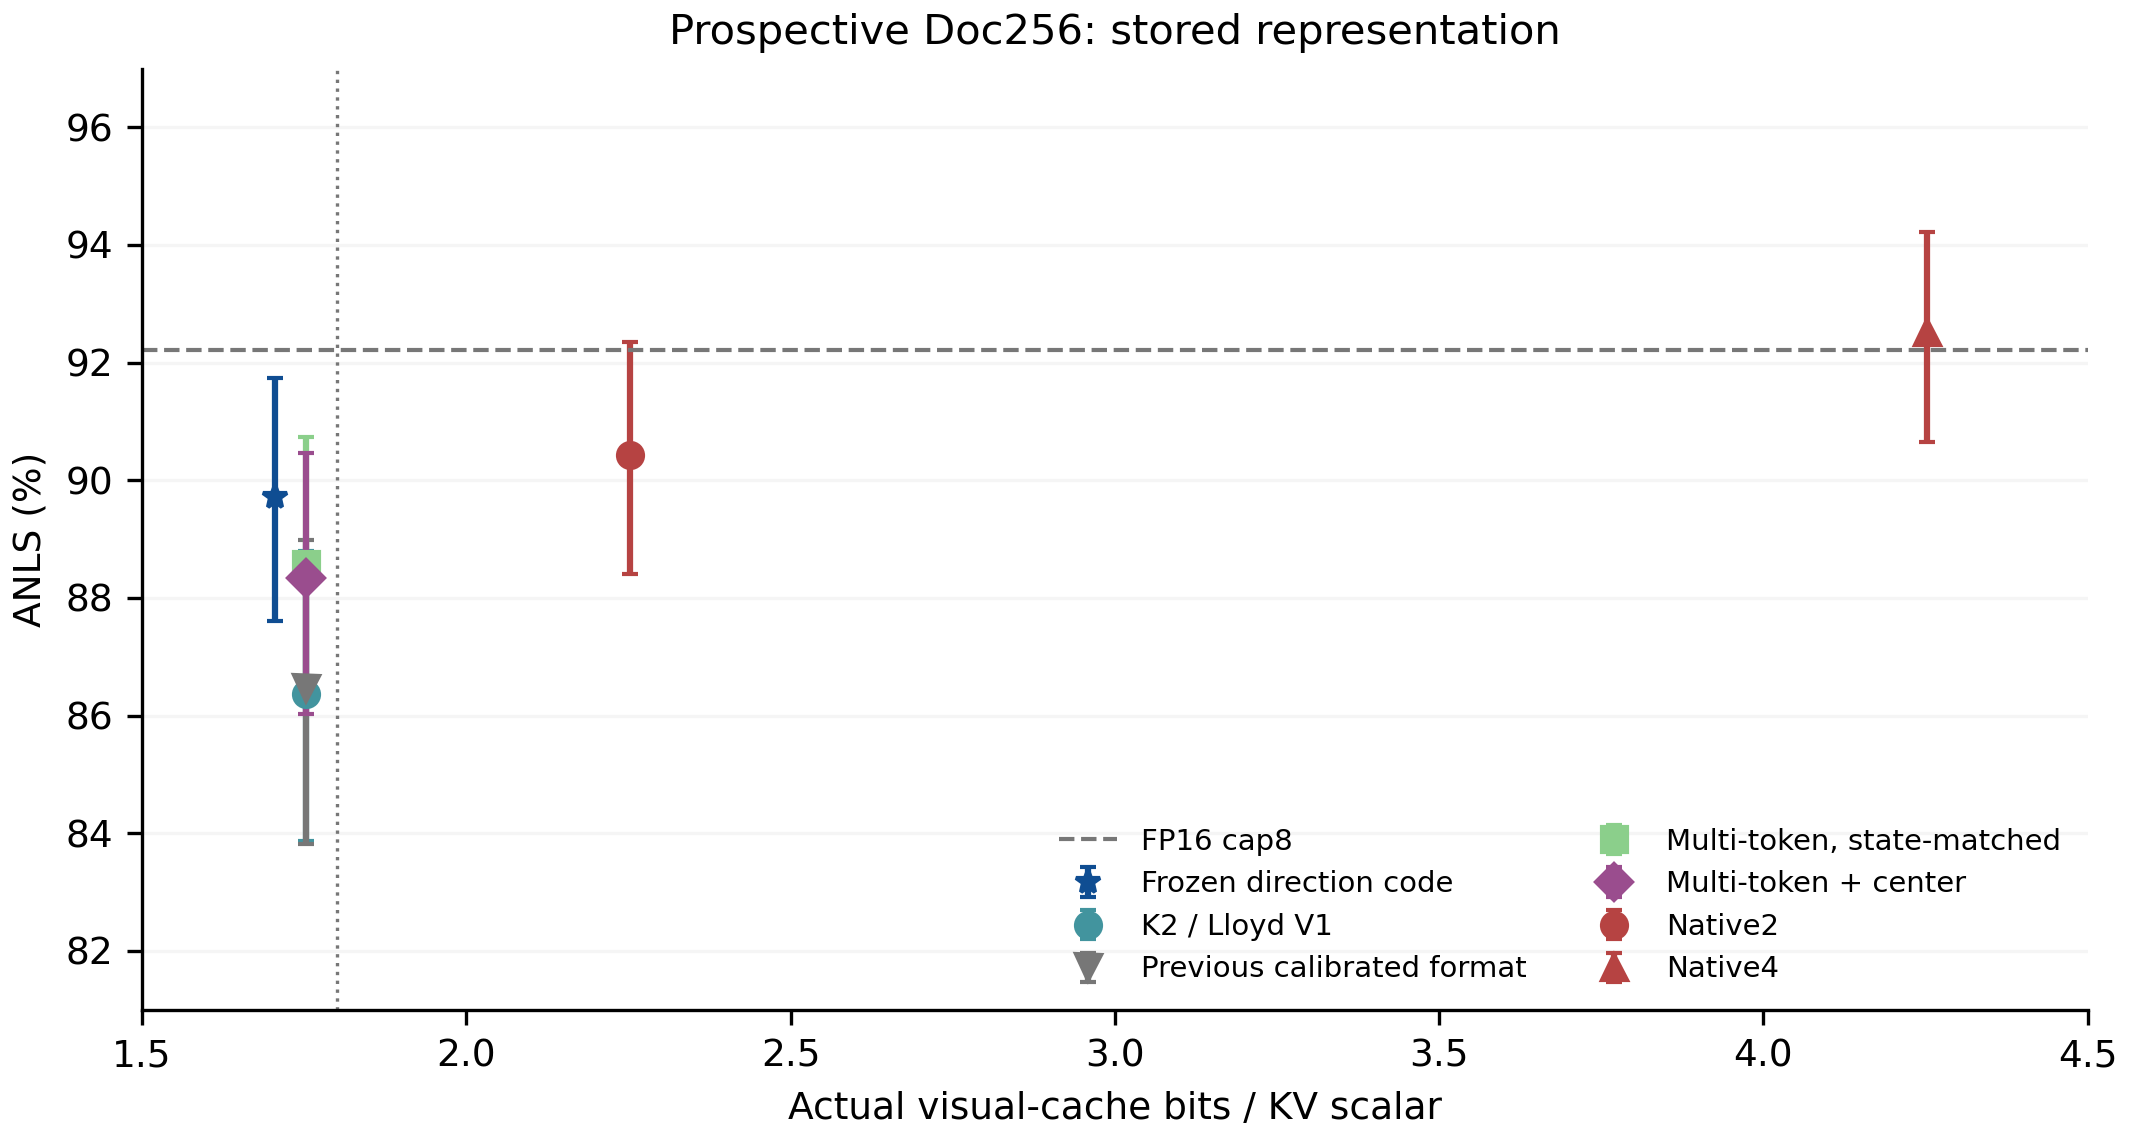 Prospective Doc256: stored representation
ANLS (%)
96
94
92
90
88
86
84
82
FP16 cap8
Frozen direction code
K2 / Lloyd V1
Previous calibrated format
Multi-token, state-matched
Multi-token + center
Native2
Native4
1.5 2.0 2.5 3.0 3.5 4.0 4.5
Actual visual-cache bits / KV scalar